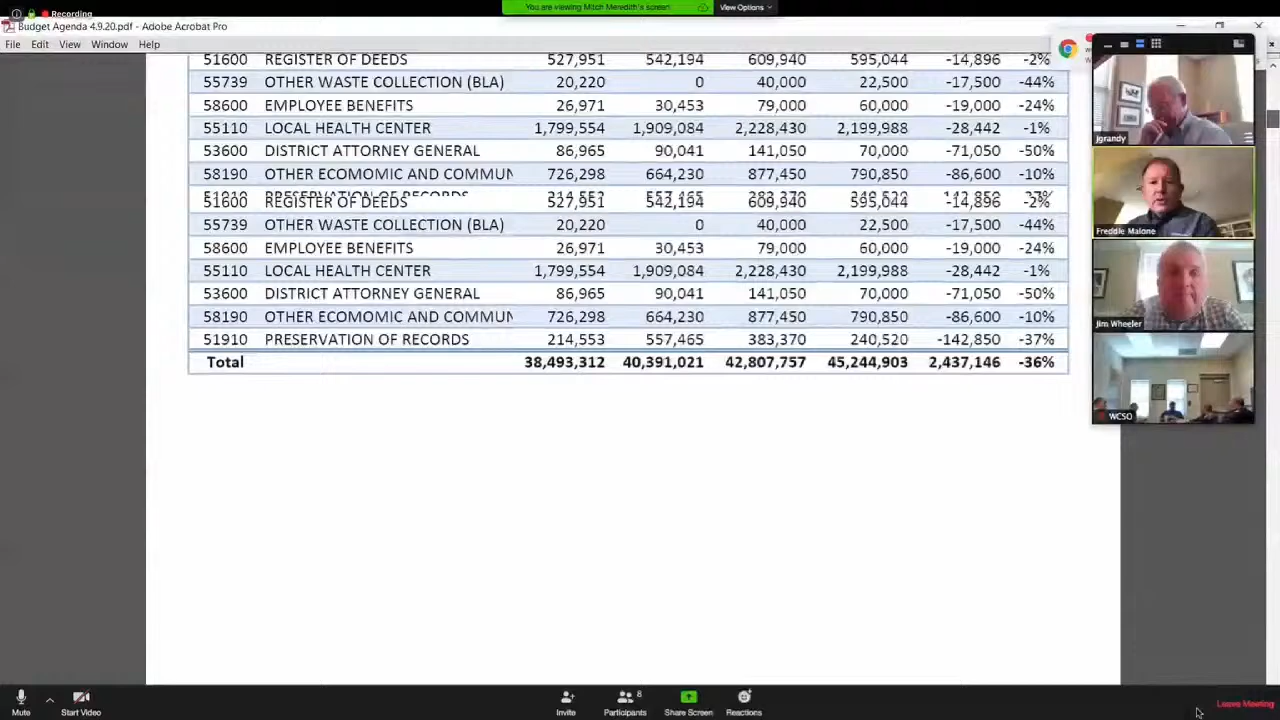 Recording
You are viewing Mitch Meredith's screen
View Options
Budget Agenda 4.9.20.pdf - Adobe Acrobat Pro
File Edit View Window Help
51600 REGISTER OF DEEDS 527,951 542,194 609,940 595,044 -14,896 -2%
55739 OTHER WASTE COLLECTION (BLA) 20,220 0 40,000 22,500 -17,500 -44%
58600 EMPLOYEE BENEFITS 26,971 30,453 79,000 60,000 -19,000 -24%
55110 LOCAL HEALTH CENTER 1,799,554 1,909,084 2,228,430 2,199,988 -28,442 -1%
53600 DISTRICT ATTORNEY GENERAL 86,965 90,041 141,050 70,000 -71,050 -50%
58190 OTHER ECOMOMIC AND COMMUN 726,298 664,230 877,450 790,850 -86,600 -10%
51600 REGISTER OF DEEDS 527,951 542,194 609,940 595,044 -14,896 -2%
55739 OTHER WASTE COLLECTION (BLA) 20,220 0 40,000 22,500 -17,500 -44%
58600 EMPLOYEE BENEFITS 26,971 30,453 79,000 60,000 -19,000 -24%
55110 LOCAL HEALTH CENTER 1,799,554 1,909,084 2,228,430 2,199,988 -28,442 -1%
53600 DISTRICT ATTORNEY GENERAL 86,965 90,041 141,050 70,000 -71,050 -50%
58190 OTHER ECOMOMIC AND COMMUN 726,298 664,230 877,450 790,850 -86,600 -10%
51910 PRESERVATION OF RECORDS 214,553 557,465 383,370 240,520 -142,850 -37%
Total 38,493,312 40,391,021 42,807,757 45,244,903 2,437,146 -36%
jgrandy
Freddie Malone
Jim Wheeler
WCSO
8
Mute Start Video Invite Participants Share Screen Reactions Leave Meeting